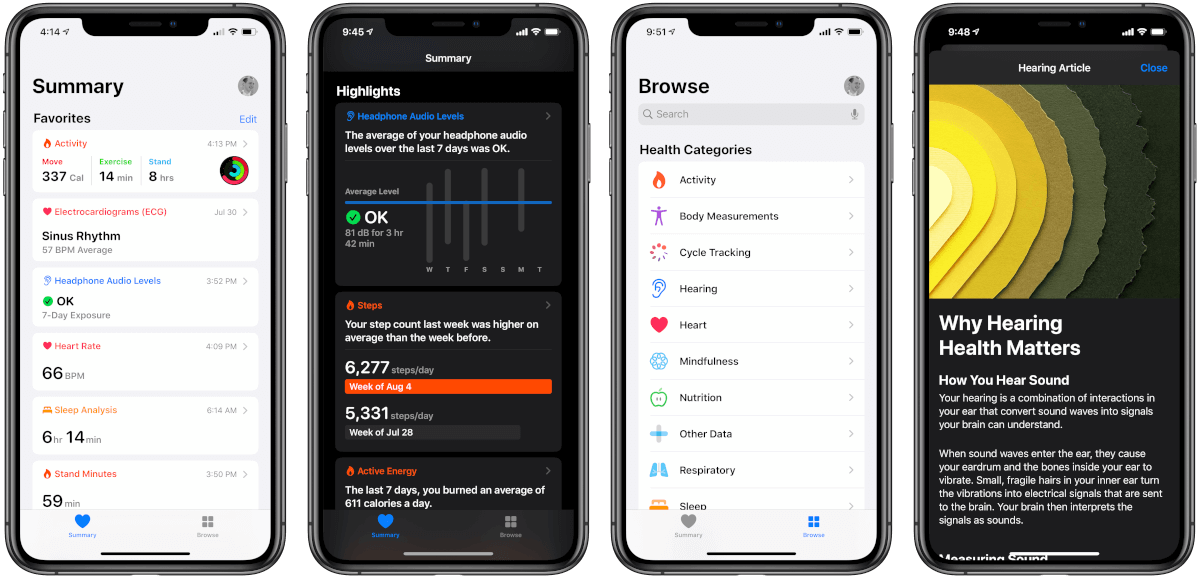 4:14
Summary
Favorites
Edit
Activity
4:13 PM
Move
Exercise
Stand
337 Cal
14 min
8 hrs
Electrocardiograms (ECG)
Jul 30
Sinus Rhythm
57 BPM Average
Headphone Audio Levels
3:52 PM
OK
7-Day Exposure
Heart Rate
4:09 PM
66 BPM
Sleep Analysis
6:14 AM
6 hr 14 min
Stand Minutes
3:50 PM
59 min
Summary
Browse
9:45
Summary
Highlights
Headphone Audio Levels
The average of your headphone audio
levels over the last 7 days was OK.
Average Level
OK
81 dB for 3 hr
42 min
W T F S S M T
Steps
Your step count last week was higher on
average than the week before.
6,277 steps/day
Week of Aug 4
5,331 steps/day
Week of Jul 28
Active Energy
The last 7 days, you burned an average of
611 calories a day.
Summary
Browse
9:51
Browse
Search
Health Categories
Activity
Body Measurements
Cycle Tracking
Hearing
Heart
Mindfulness
Nutrition
Other Data
Respiratory
Sleep
Summary
Browse
9:48
Hearing Article
Close
Why Hearing
Health Matters
How You Hear Sound
Your hearing is a combination of interactions in
your ear that convert sound waves into signals
your brain can understand.
When sound waves enter the ear, they cause
your eardrum and the bones inside your ear to
vibrate. Small, fragile hairs in your inner ear turn
the vibrations into electrical signals that are sent
to the brain. Your brain then interprets the
signals as sounds.
Measuring Sound